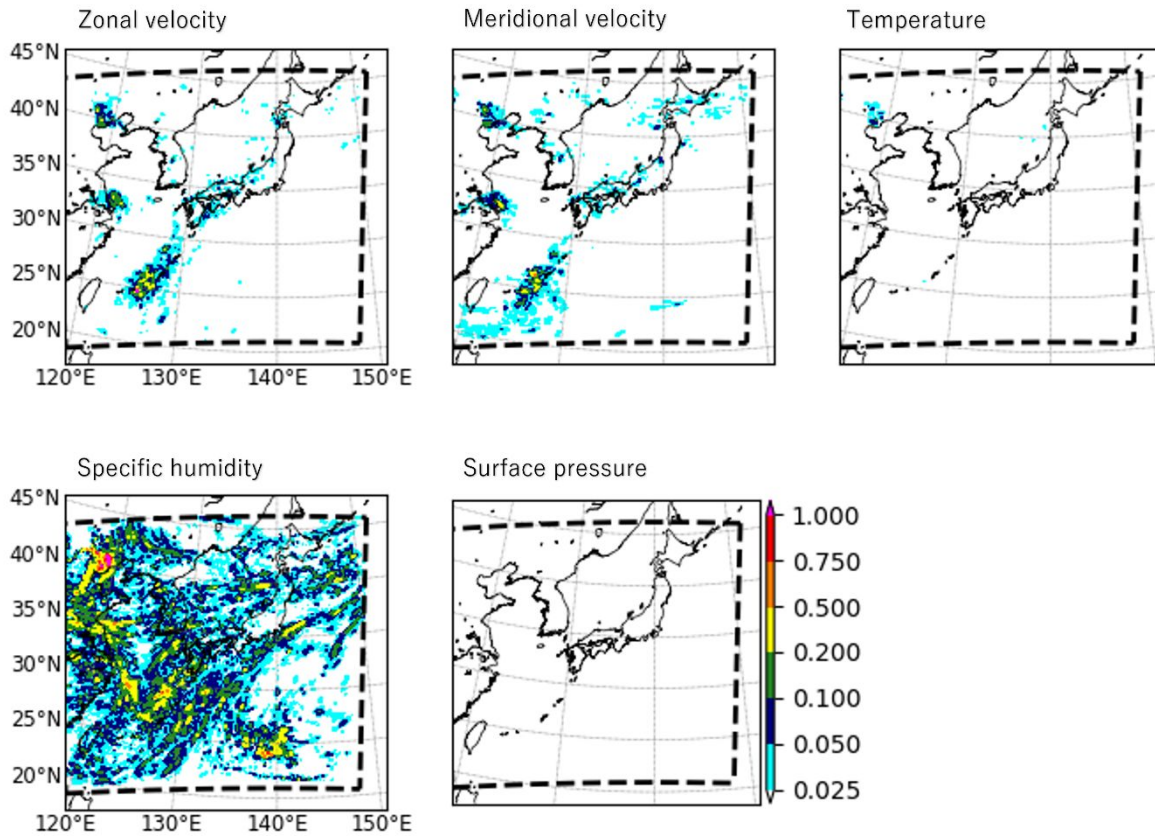 Zonal velocity
Meridional velocity
Temperature
45°N
40°N
35°N
30°N
25°N
20°N
120°E 130°E 140°E 150°E
Specific humidity
Surface pressure
45°N
40°N
35°N
30°N
25°N
20°N
120°E 130°E 140°E 150°E
1.000
0.750
0.500
0.200
0.100
0.050
0.025